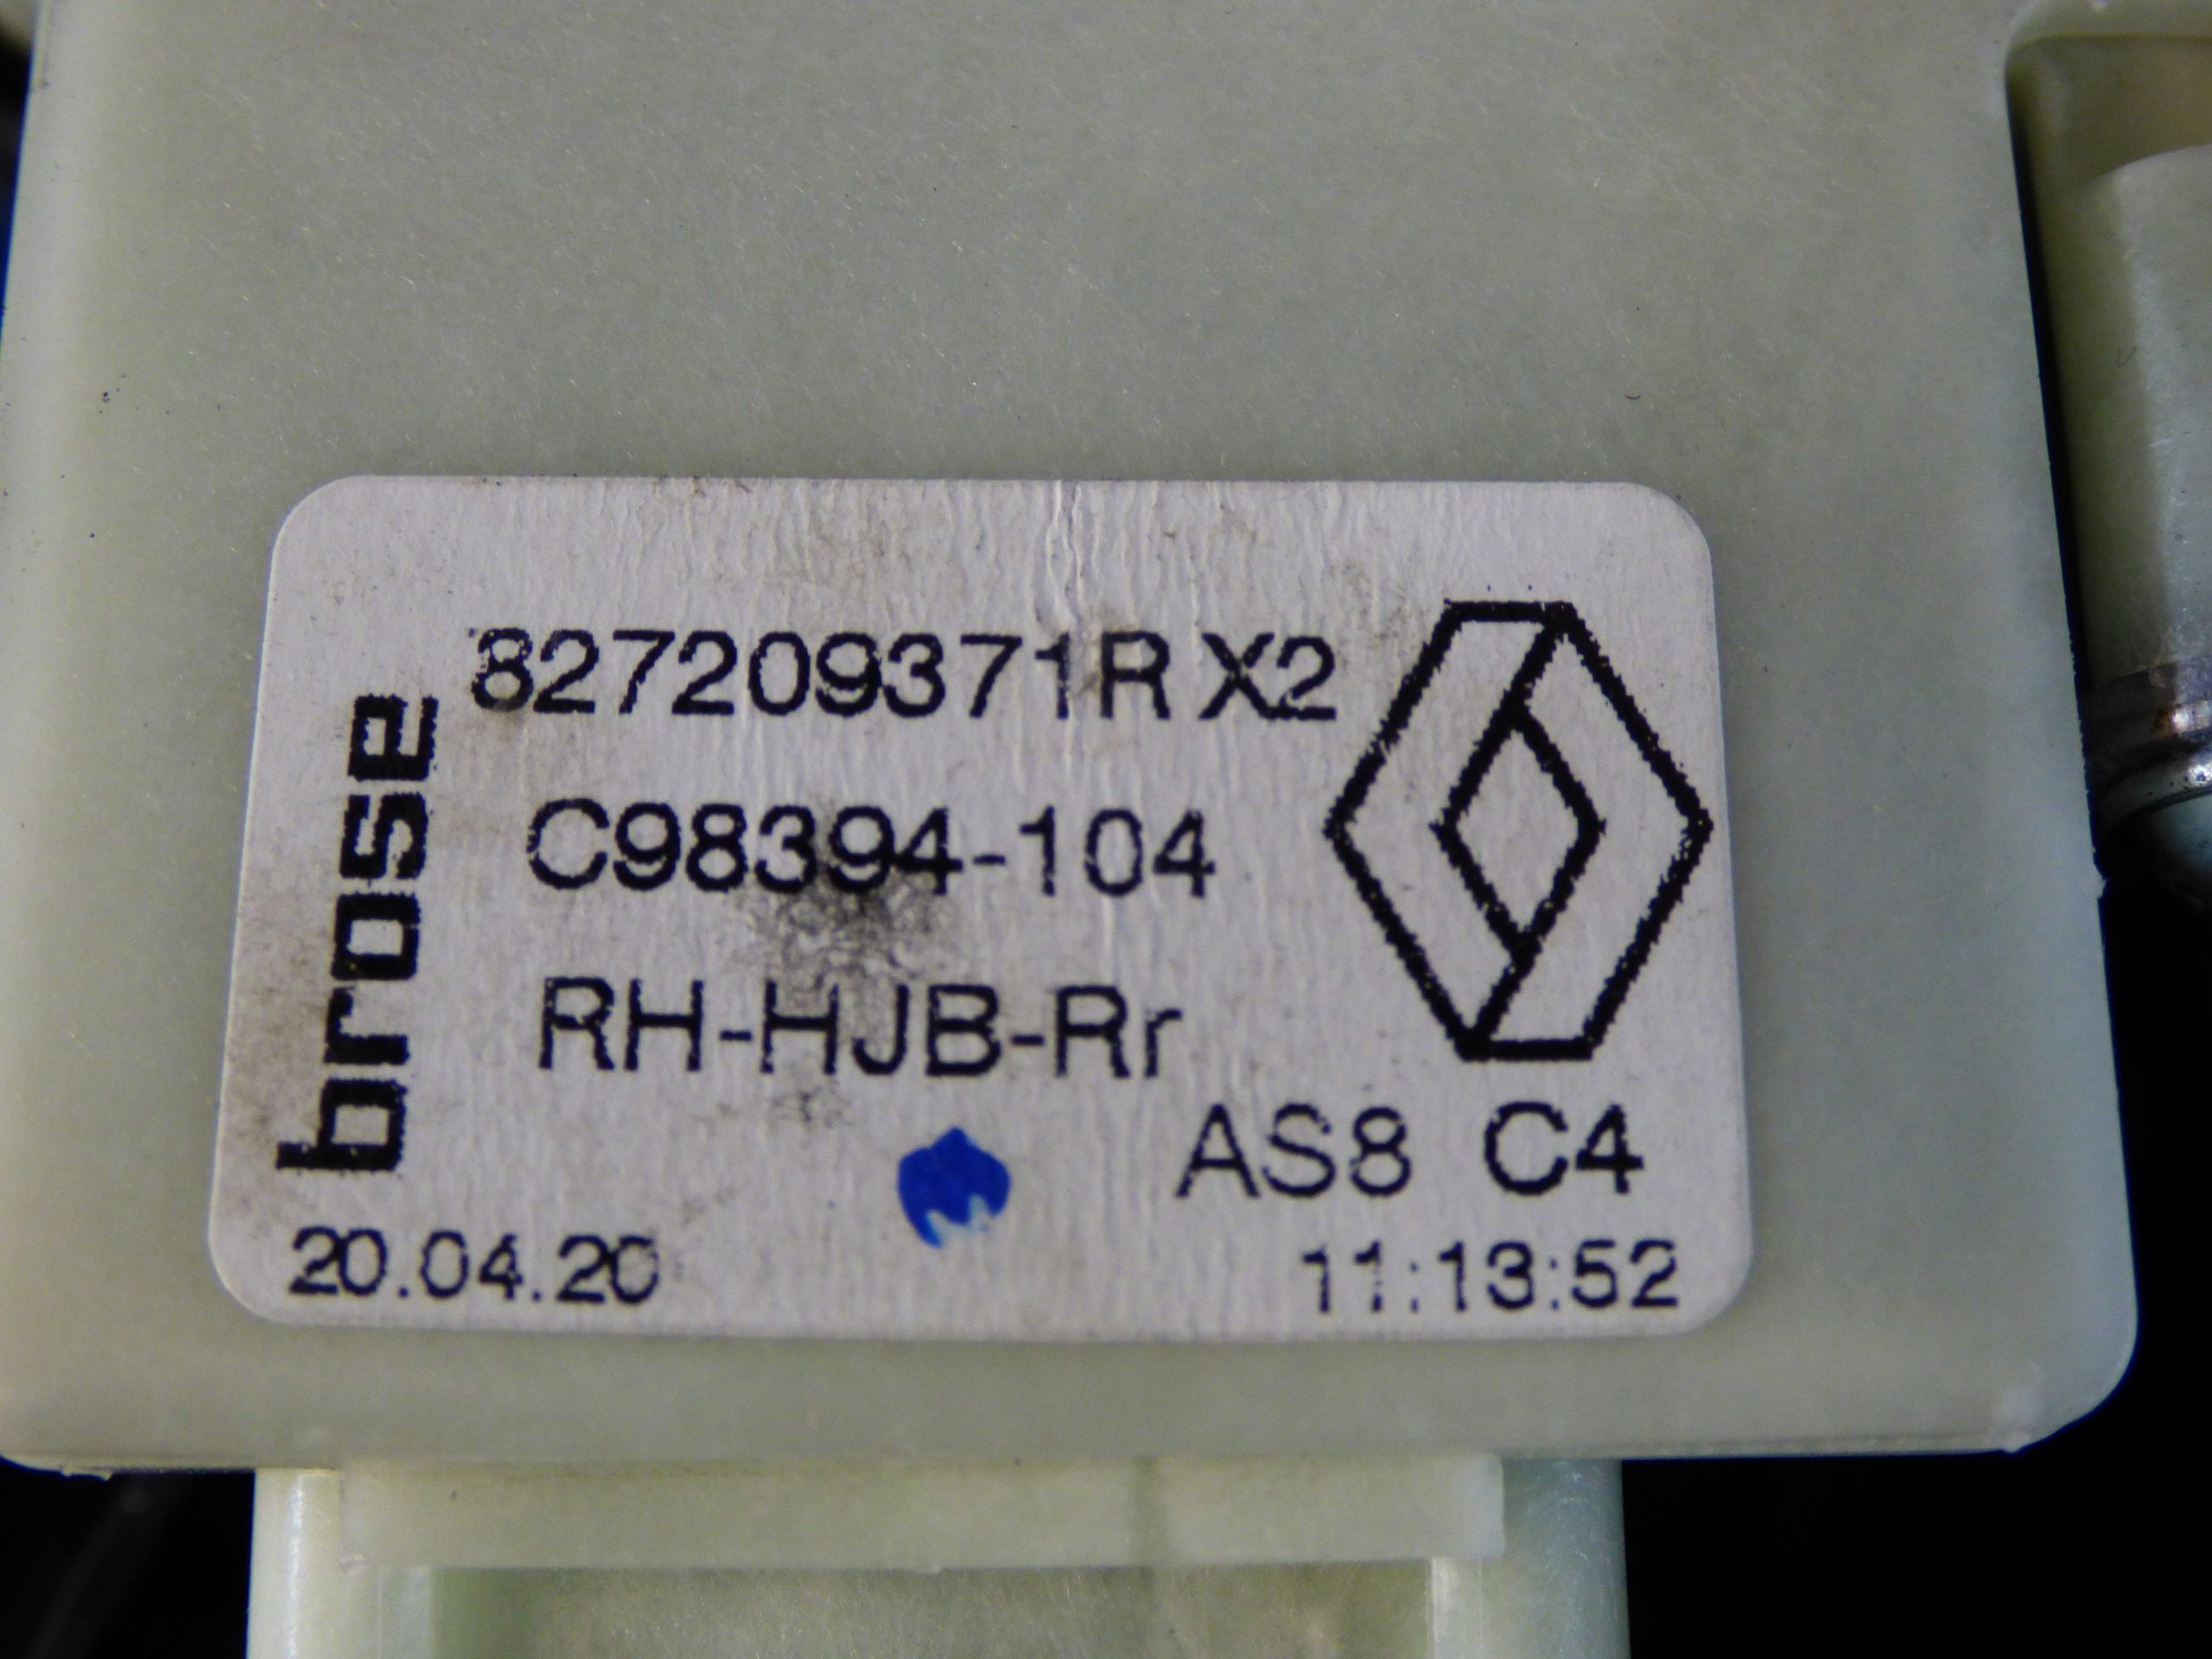 brose
827209371R X2
C98394-104
RH-HJB-Rr
AS8 C4
20.04.20 11:13:52